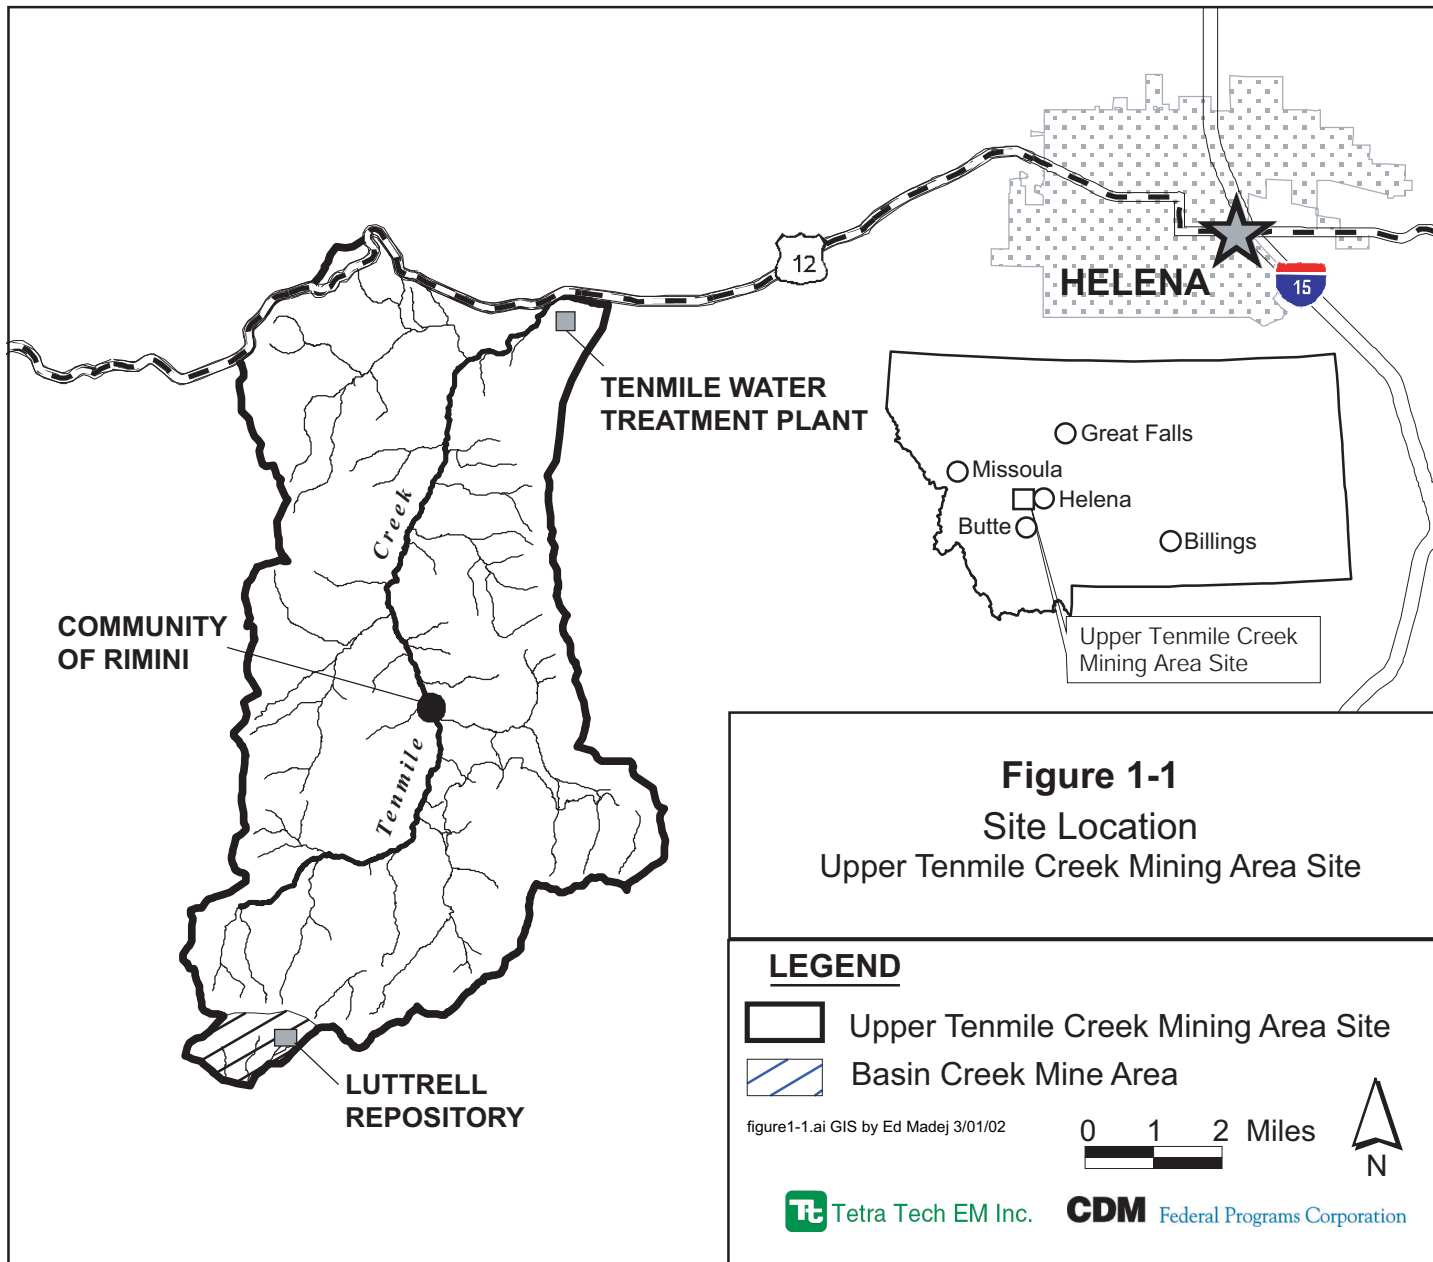 12
HELENA
15
TENMILE WATER
TREATMENT PLANT
Great Falls
Missoula
Helena
Butte
Billings
Creek
COMMUNITY
OF RIMINI
Upper Tenmile Creek
Mining Area Site
Tenmile
Figure 1-1
Site Location
Upper Tenmile Creek Mining Area Site
LEGEND
Upper Tenmile Creek Mining Area Site
Basin Creek Mine Area
LUTTRELL
REPOSITORY
figure1-1.ai GIS by Ed Madej 3/01/02
0 1 2 Miles
N
Tt Tetra Tech EM Inc.
CDM Federal Programs Corporation